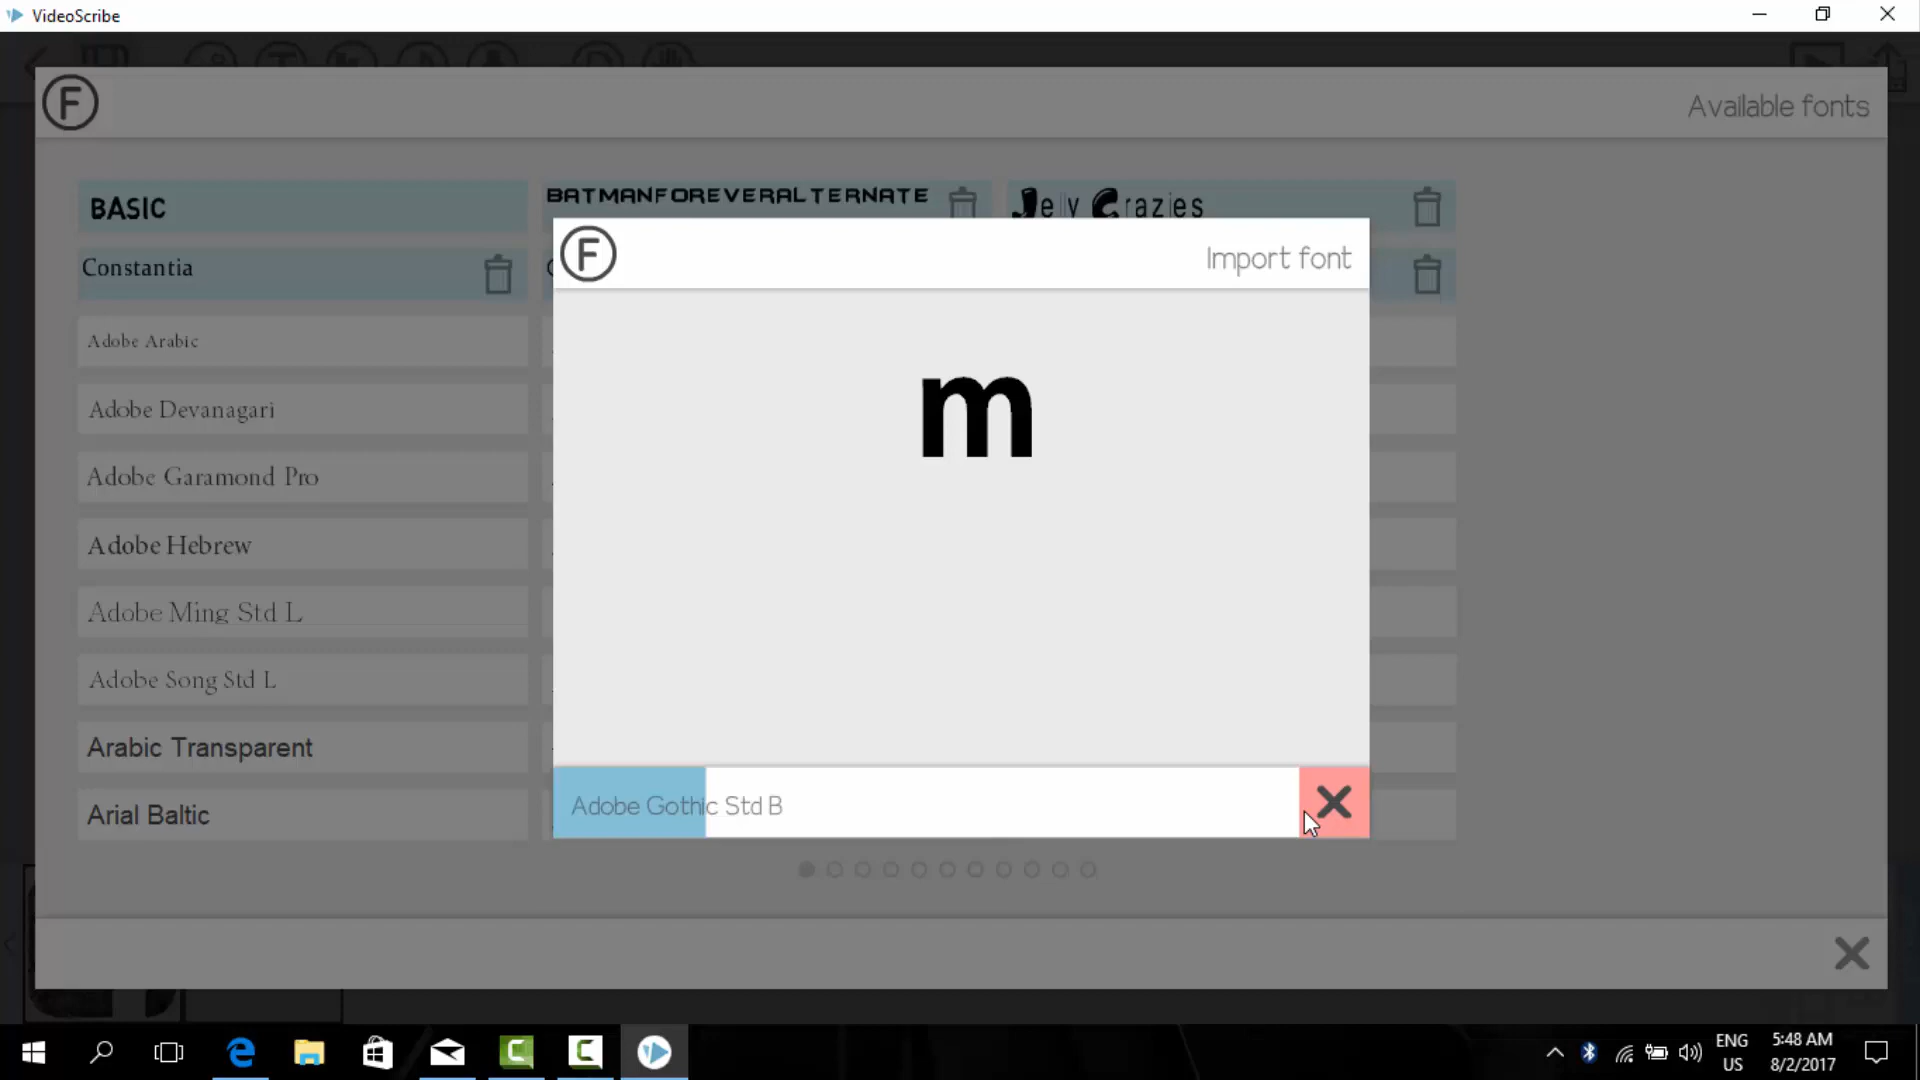 VideoScribe
F
Available fonts
BASIC
BATMANFOREVERALTERNATE
Jelly Crazies
Constantia
F
Import font
Adobe Arabic
m
Adobe Devanagari
Adobe Garamond Pro
Adobe Hebrew
Adobe Ming Std L
Adobe Song Std L
Arabic Transparent
Arial Baltic
Adobe Gothic Std B
ENG
US
5:48 AM
8/2/2017